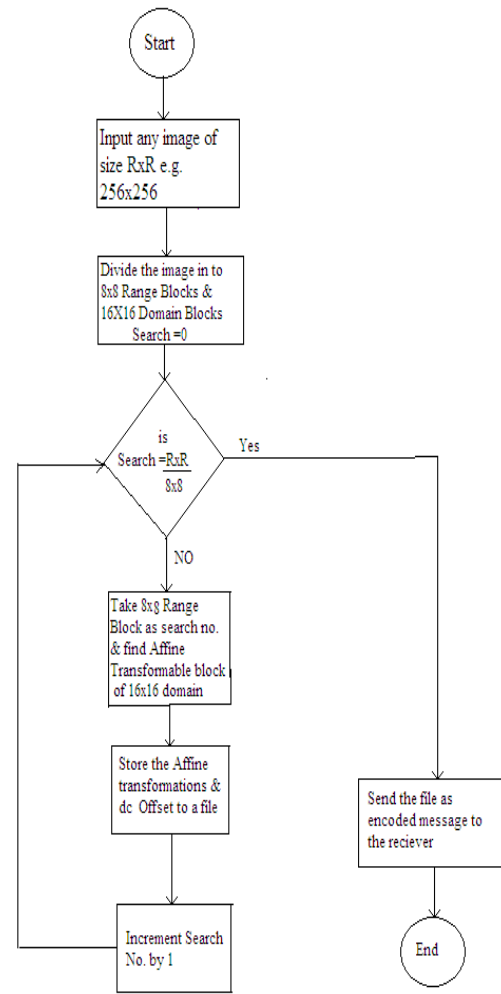 Start
Input any image of
size RxR e.g.
256x256
Divide the image in to
8x8 Range Blocks &
16X16 Domain Blocks
Search =0
is
Search =RxR
8x8
Yes
NO
Take 8x8 Range
Block as search no.
& find Affine
Transformable block
of 16x16 domain
Store the Affine
transformations &
dc Offset to a file
Increment Search
No. by 1
Send the file as
encoded message to
the reciever
End